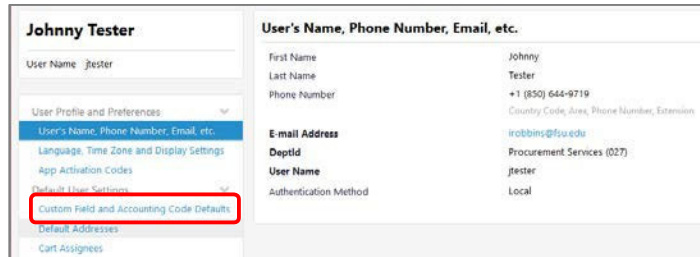 Johnny Tester
User Name jtester
User Profile and Preferences
User's Name, Phone Number, Email, etc.
Language, Time Zone and Display Settings
App Activation Codes
Default User Settings
Custom Field and Accounting Code Defaults
Default Addresses
Cart Assignees
User's Name, Phone Number, Email, etc.
First Name Johnny
Last Name Tester
Phone Number +1 (850) 644-9719
Country Code, Area, Phone Number, Extension
E-mail Address irobbins@fsu.edu
DeptId Procurement Services (027)
User Name jtester
Authentication Method Local